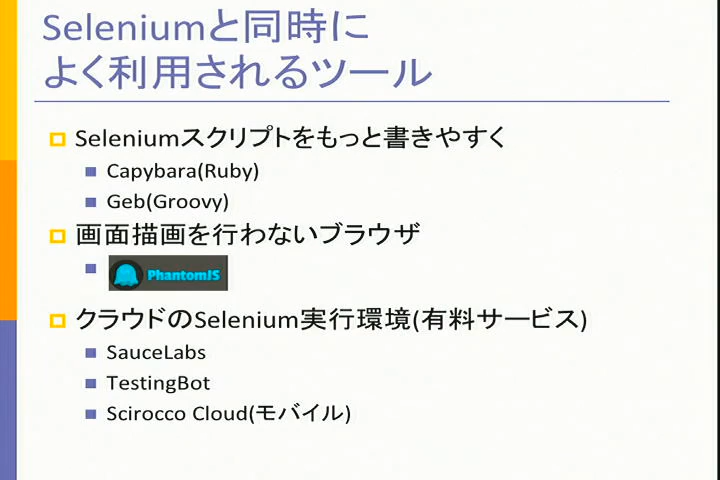 Seleniumと同時に
よく利用されるツール
Seleniumスクリプトをもっと書きやすく
Capybara(Ruby)
Geb(Groovy)
画面描画を行わないブラウザ
PhantomJS
クラウドのSelenium実行環境(有料サービス)
SauceLabs
TestingBot
Scirocco Cloud(モバイル)